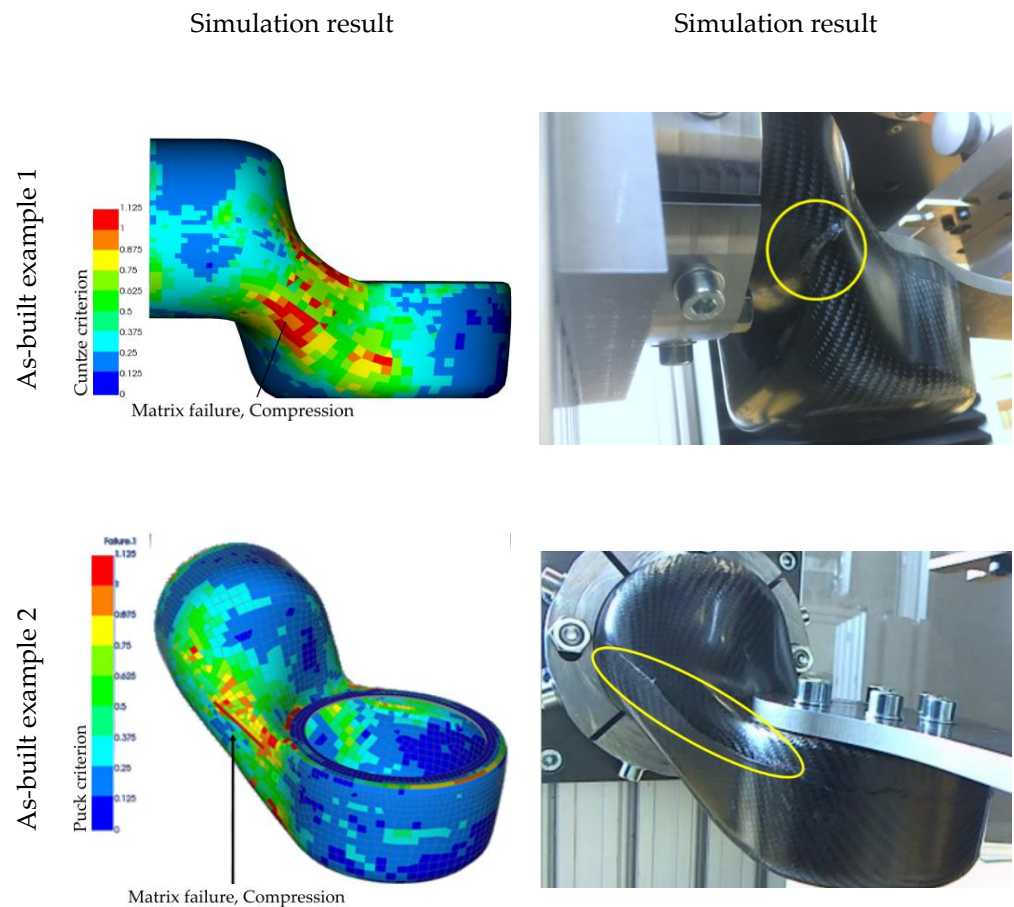 Simulation result
Simulation result
As-built example 1
Cuntze criterion
1.125
1
0.875
0.75
0.625
0.5
0.375
0.25
0.125
0
Matrix failure, Compression
As-built example 2
Puck criterion
Failure.1
1.125
1
0.875
0.75
0.625
0.5
0.375
0.25
0.125
0
Matrix failure, Compression